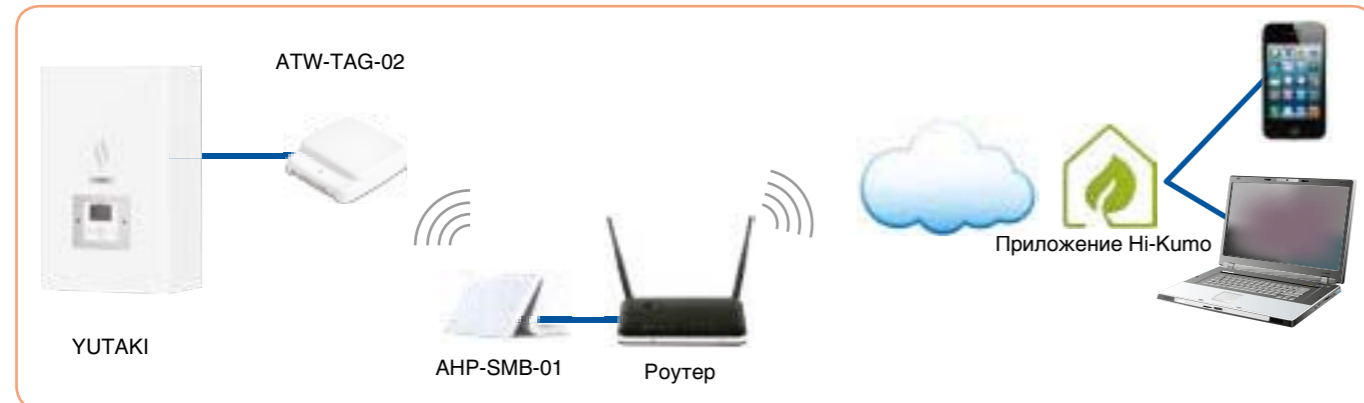 ATW-TAG-02
Приложение Hi-Kumo
YUTAKI
AHP-SMB-01
Роутер